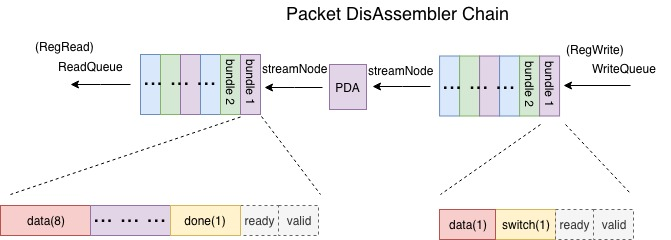 Packet DisAssembler Chain
(RegRead)
ReadQueue
... ... ... bundle 2 bundle 1
streamNode
PDA
streamNode
... ... ... bundle 2 bundle 1
(RegWrite)
WriteQueue
data(8) ... ... ... done(1) ready valid
data(1) switch(1) ready valid